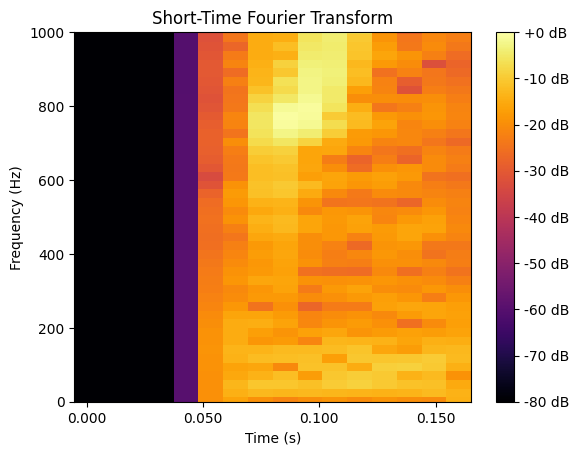 Short-Time Fourier Transform
1000
800
600
400
200
0
Frequency (Hz)
0.000
0.050
0.100
0.150
Time (s)
+0 dB
-10 dB
-20 dB
-30 dB
-40 dB
-50 dB
-60 dB
-70 dB
-80 dB